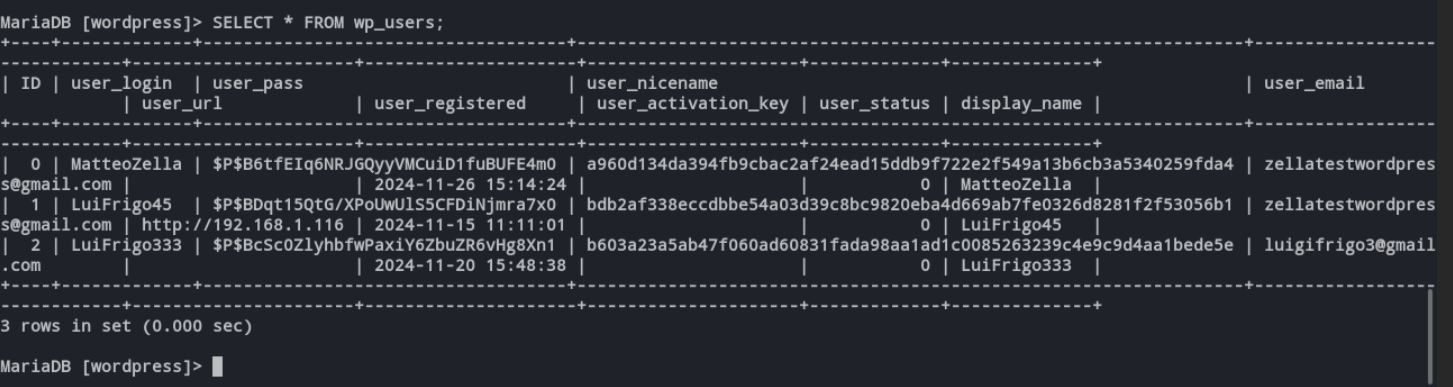 MariaDB [wordpress]> SELECT * FROM wp_users;
+----+-------------+------------------------------------+------------------------------------------------------------------+------------------
------------+----------------------+---------------------+---------------------+-------------+--------------+
| ID | user_login  | user_pass                          | user_nicename                                                    | user_email
            | user_url             | user_registered     | user_activation_key | user_status | display_name |
+----+-------------+------------------------------------+------------------------------------------------------------------+------------------
------------+----------------------+---------------------+---------------------+-------------+--------------+
|  0 | MatteoZella | $P$B6tfEIq6NRJGQyyVMCuiD1fuBUFE4m0 | a960d134da394fb9cbac2af24ead15ddb9f722e2f549a13b6cb3a5340259fda4 | zellatestwordpres
s@gmail.com |                      | 2024-11-26 15:14:24 |                     |           0 | MatteoZella  |
|  1 | LuiFrigo45  | $P$BDqt15QtG/XPoUwUlS5CFDiNjmra7x0 | bdb2af338eccdbbe54a03d39c8bc9820eba4d669ab7fe0326d8281f2f53056b1 | zellatestwordpres
s@gmail.com | http://192.168.1.116 | 2024-11-15 11:11:01 |                     |           0 | LuiFrigo45   |
|  2 | LuiFrigo333 | $P$BcSc0ZlyhbfwPaxiY6ZbuZR6vHg8Xn1 | b603a23a5ab47f060ad60831fada98aa1ad1c0085263239c4e9c9d4aa1bede5e | luigifrigo3@gmail
.com        |                      | 2024-11-20 15:48:38 |                     |           0 | LuiFrigo333  |
+----+-------------+------------------------------------+------------------------------------------------------------------+------------------
------------+----------------------+---------------------+---------------------+-------------+--------------+
3 rows in set (0.000 sec)
MariaDB [wordpress]>